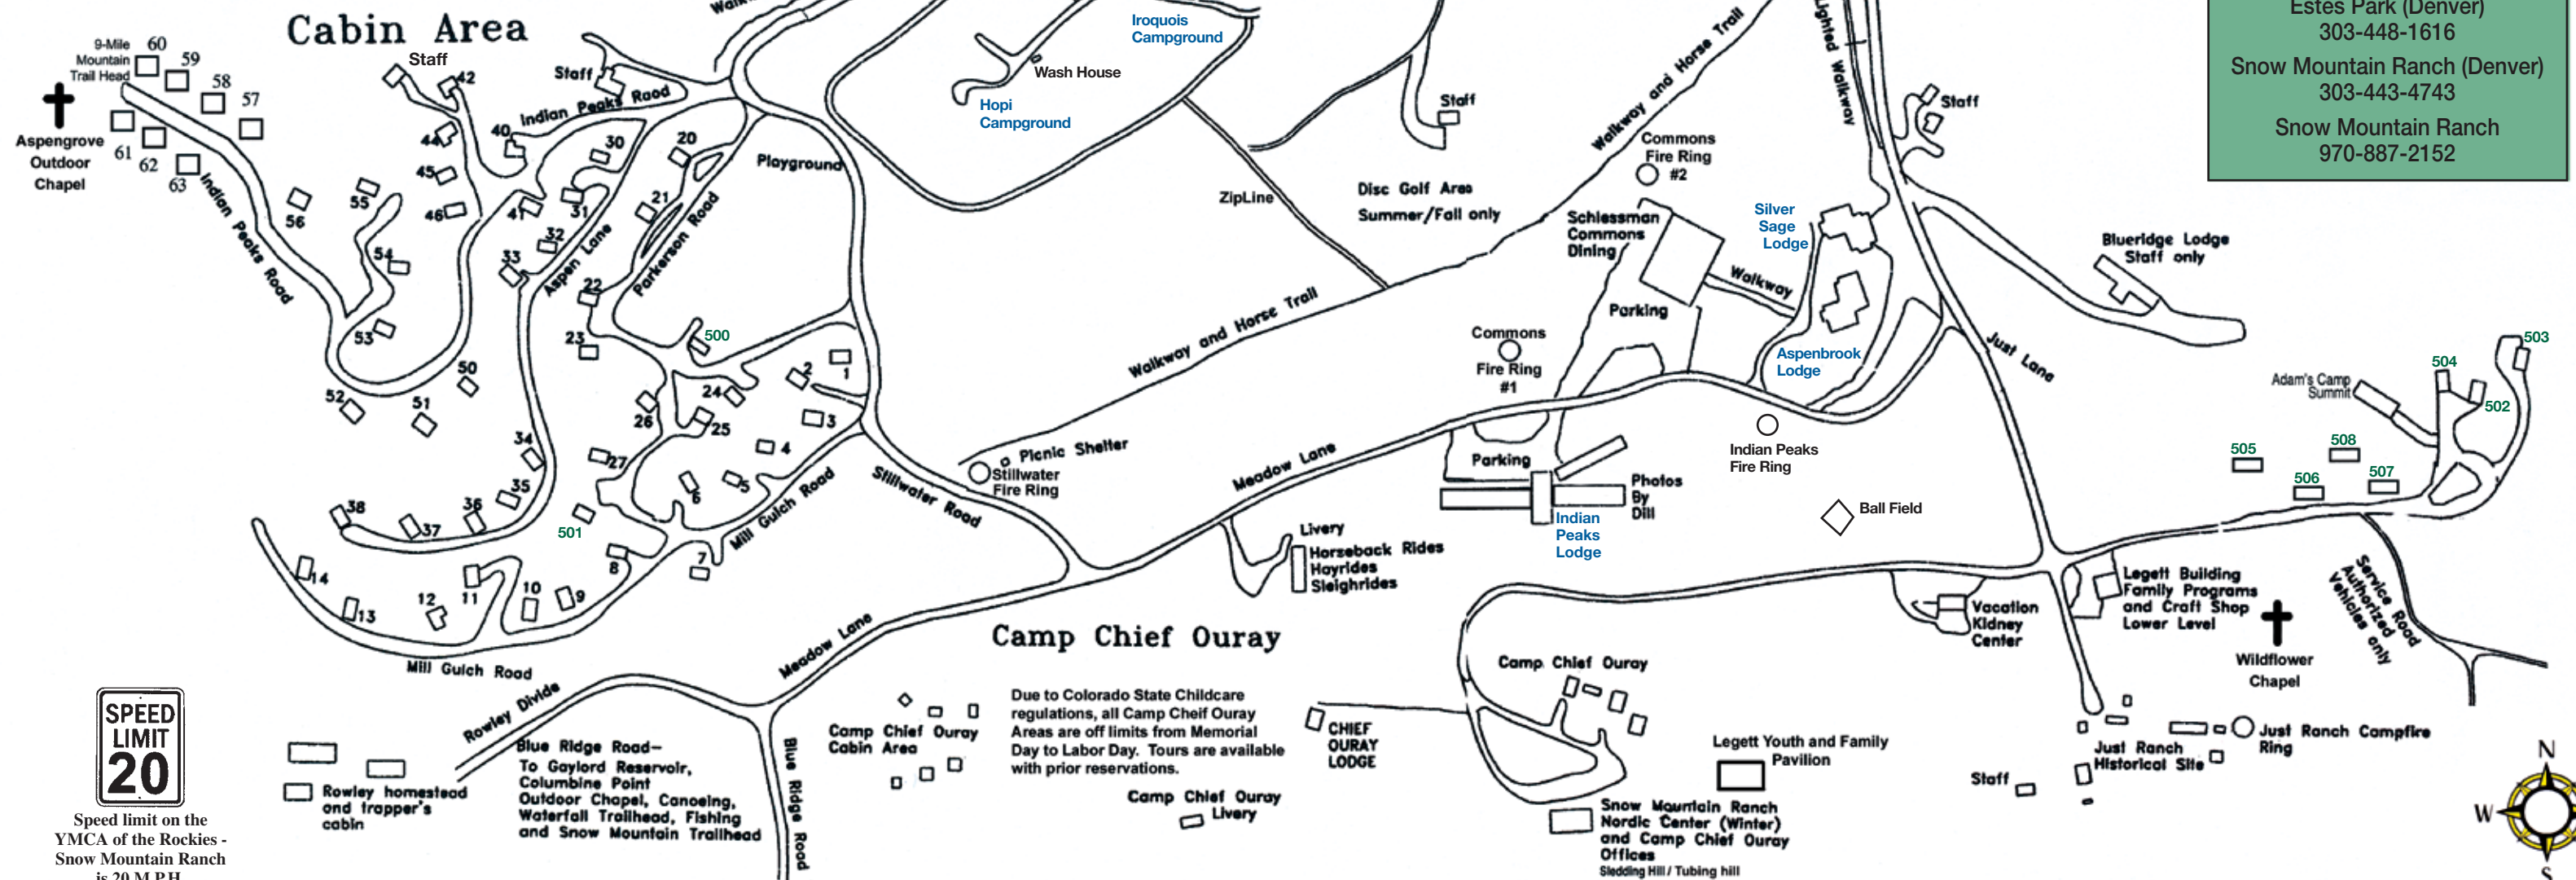 Cabin Area
Walk
9-Mile
Mountain
Trail Head
60
59
58
57
61
62
63
Aspengrove
Outdoor
Chapel
Staff
42
44
45
46
40
41
Staff
Indian Peaks Road
Indian Peaks Road
56
55
54
53
52
51
50
30
31
32
33
Aspen Lane
34
35
36
37
38
20
21
22
23
Parkerson Road
Playground
500
24
25
26
27
501
1
2
3
4
5
6
7
8
9
10
11
12
13
14
Mill Gulch Road
Mill Gulch Road
Stillwater Road
Iroquois
Campground
Wash House
Hopi
Campground
ZipLine
Staff
Disc Golf Area
Summer/Fall only
Walkway and Horse Trail
Walkway and Horse Trail
Lighted Walkway
Commons
Fire Ring
#2
Schlessman
Commons
Dining
Silver
Sage
Lodge
Walkway
Parking
Commons
Fire Ring
#1
Aspenbrook
Lodge
Staff
Blueridge Lodge
Staff only
Just Lane
Estes Park (Denver)
303-448-1616
Snow Mountain Ranch (Denver)
303-443-4743
Snow Mountain Ranch
970-887-2152
Picnic Shelter
Stillwater
Fire Ring
Meadow Lane
Parking
Photos
By
Dill
Indian
Peaks
Lodge
Indian Peaks
Fire Ring
Ball Field
Livery
Horseback Rides
Hayrides
Sleighrides
Adam's Camp
Summit
503
504
502
505
508
506
507
Service Road
Authorized
Vehicles only
Legett Building
Family Programs
and Craft Shop
Lower Level
Vacation
Kidney
Center
Wildflower
Chapel
Just Ranch Campfire
Ring
Just Ranch
Historical Site
Staff
Camp Chief Ouray
Meadow Lane
Rowley Divide
Blue Ridge Road
SPEED
LIMIT
20
Speed limit on the
YMCA of the Rockies -
Snow Mountain Ranch
is 20 M.P.H.
Rowley homestead
and trapper's
cabin
Blue Ridge Road-
To Gaylord Reservoir,
Columbine Point
Outdoor Chapel, Canoeing,
Waterfall Trailhead, Fishing
and Snow Mountain Trailhead
Camp Chief Ouray
Cabin Area
Due to Colorado State Childcare
regulations, all Camp Cheif Ouray
Areas are off limits from Memorial
Day to Labor Day. Tours are available
with prior reservations.
Camp Chief Ouray
Livery
CHIEF
OURAY
LODGE
Camp Chief Ouray
Legett Youth and Family
Pavilion
Snow Mountain Ranch
Nordic Center (Winter)
and Camp Chief Ouray
Offices
Sledding Hill / Tubing hill
N
W
S